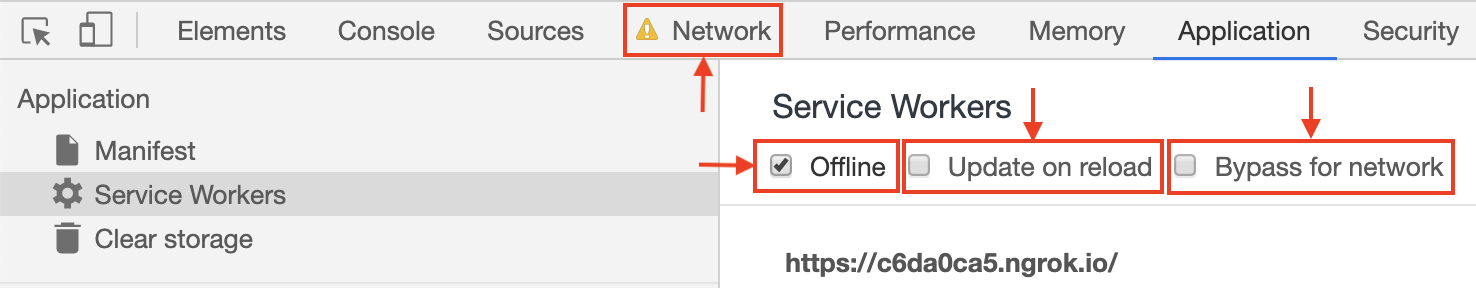 Elements Console Sources Network Performance Memory Application Security
Application
Manifest
Service Workers
Clear storage
Service Workers
Offline Update on reload Bypass for network
https://c6da0ca5.ngrok.io/